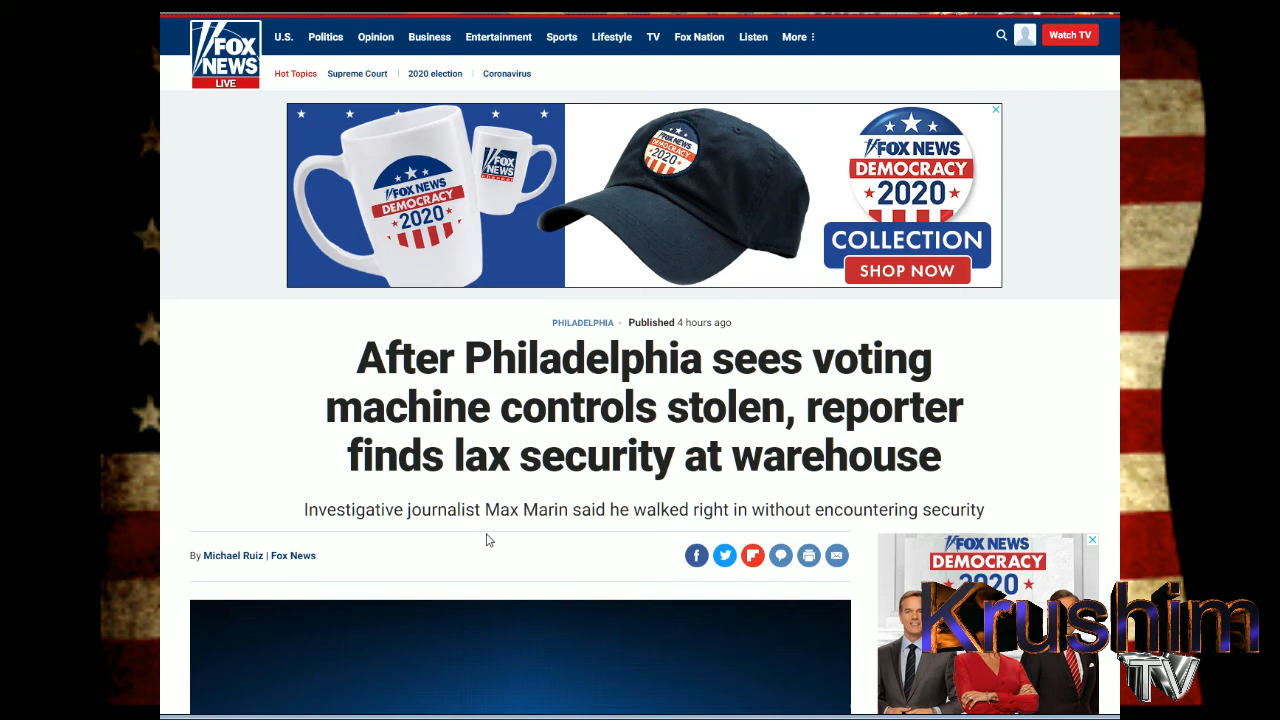 FOX
NEWS
LIVE
U.S. Politics Opinion Business Entertainment Sports Lifestyle TV Fox Nation Listen More
Watch TV
Hot Topics Supreme Court 2020 election Coronavirus
FOX NEWS
DEMOCRACY
2020
FOX
NEWS
DEMOCRACY
2020
FOX NEWS
DEMOCRACY
2020
COLLECTION
SHOP NOW
PHILADELPHIA - Published 4 hours ago
After Philadelphia sees voting
machine controls stolen, reporter
finds lax security at warehouse
Investigative journalist Max Marin said he walked right in without encountering security
By Michael Ruiz | Fox News
FOX NEWS
DEMOCRACY
2020
Krushim
TV